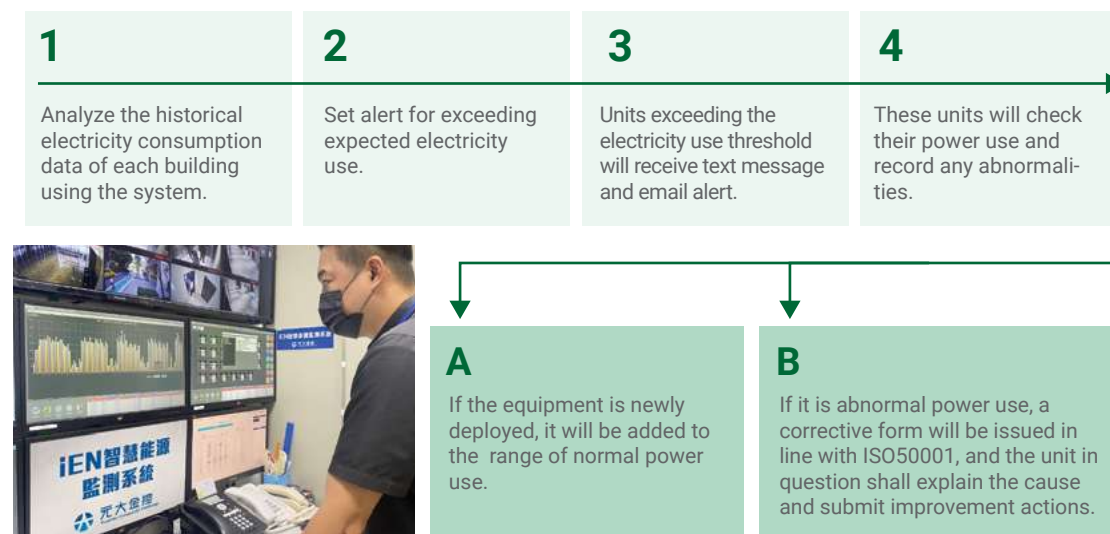 1
Analyze the historical
electricity consumption
data of each building
using the system.
2
Set alert for exceeding
expected electricity
use.
3
Units exceeding the
electricity use threshold
will receive text message
and email alert.
4
These units will check
their power use and
record any abnormali-
ties.
iEN智慧能源
監測系統
元大金控
A
If the equipment is newly
deployed, it will be added to
the range of normal power
use.
B
If it is abnormal power use, a
corrective form will be issued in
line with ISO50001, and the unit in
question shall explain the cause
and submit improvement actions.